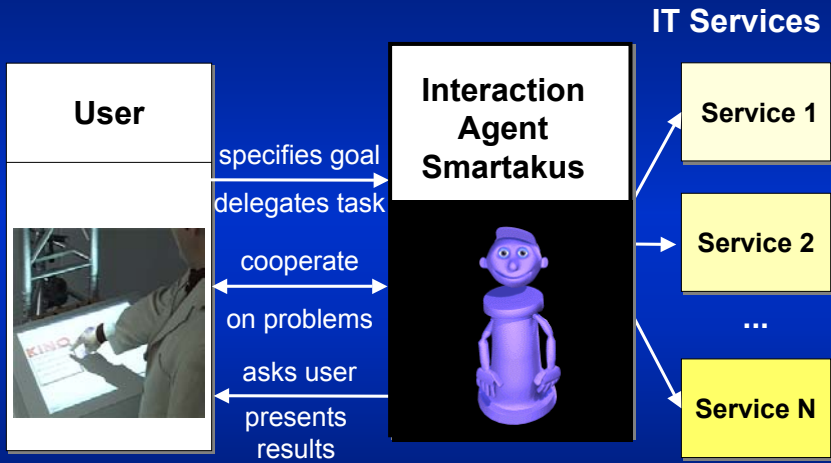 IT Services
User
KINO
specifies goal
delegates task
cooperate
on problems
asks user
presents
results
Interaction
Agent
Smartakus
Service 1
Service 2
...
Service N